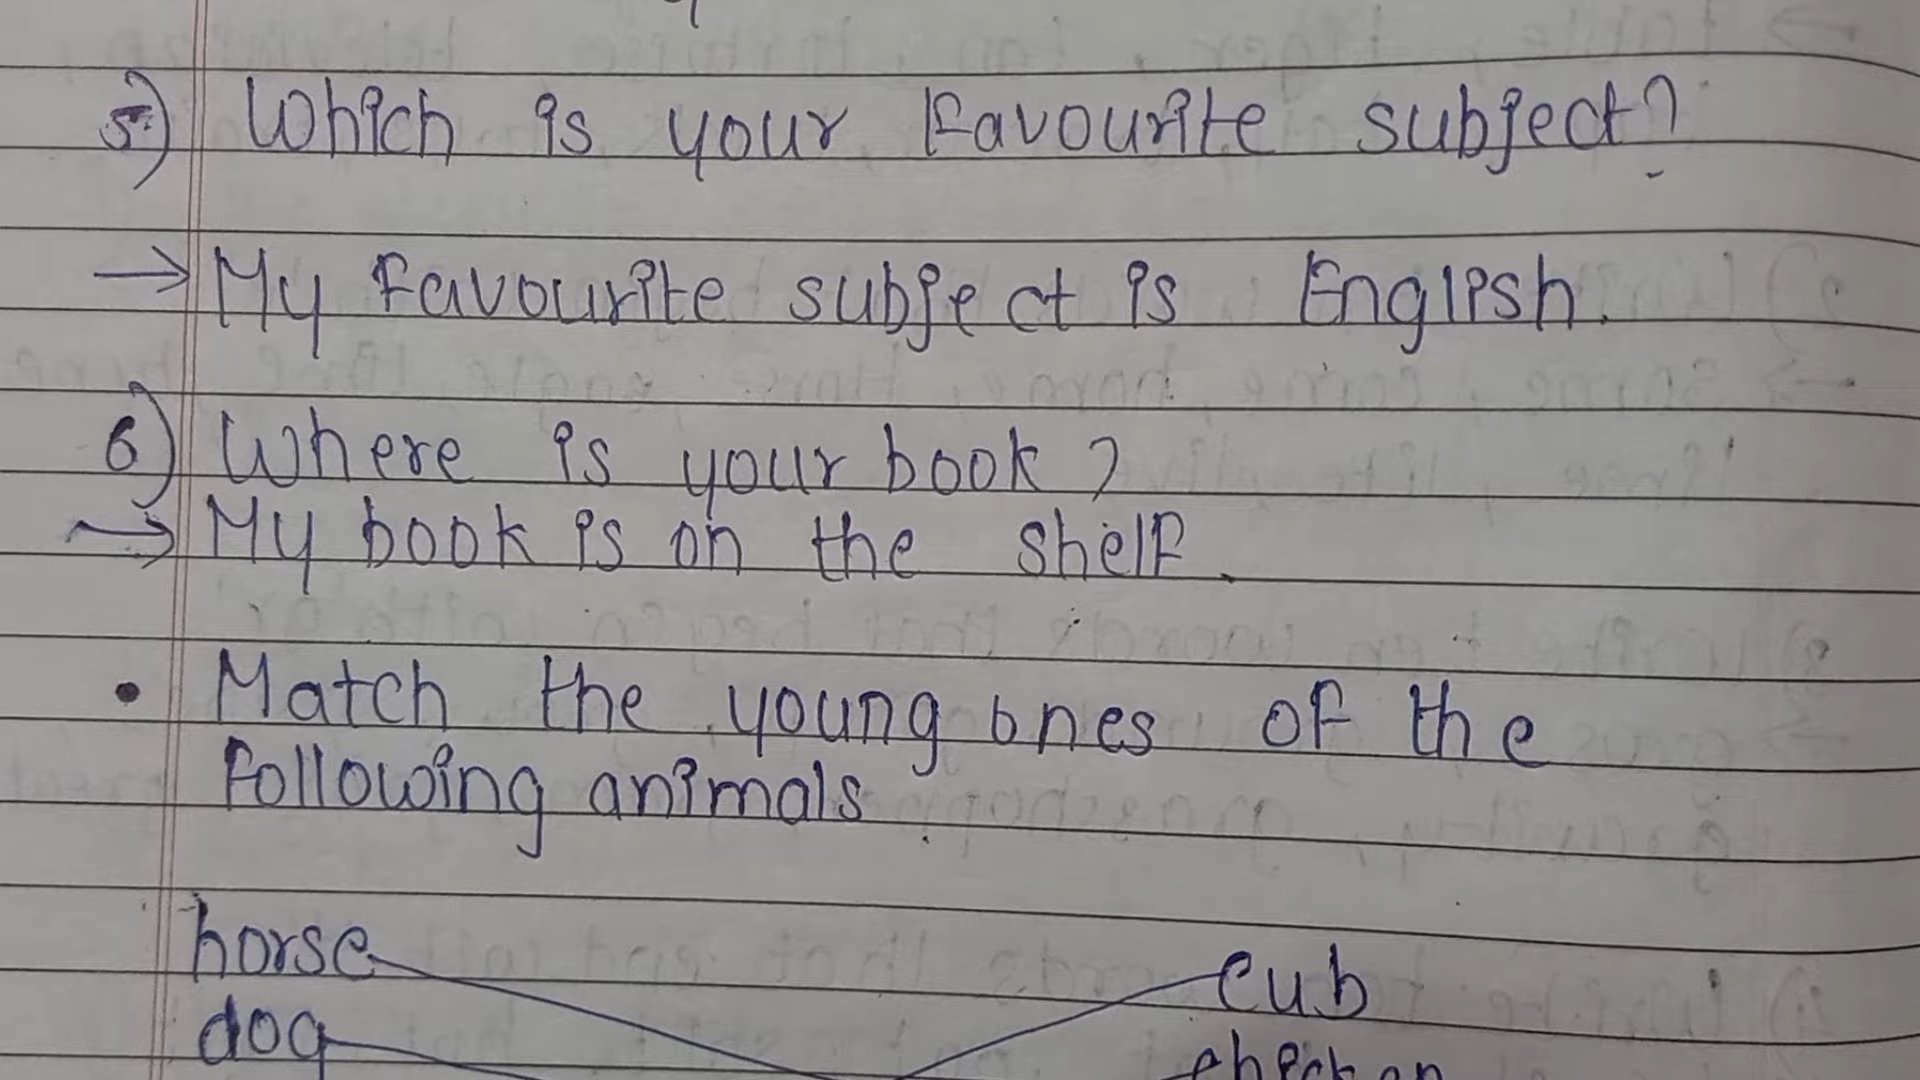 5) Which is your Favourite subject?
→ My Favourite subject is English.
6) Where is your book?
→ My book is on the shelf.
• Match the young ones of the
Following animals
horse cub
dog